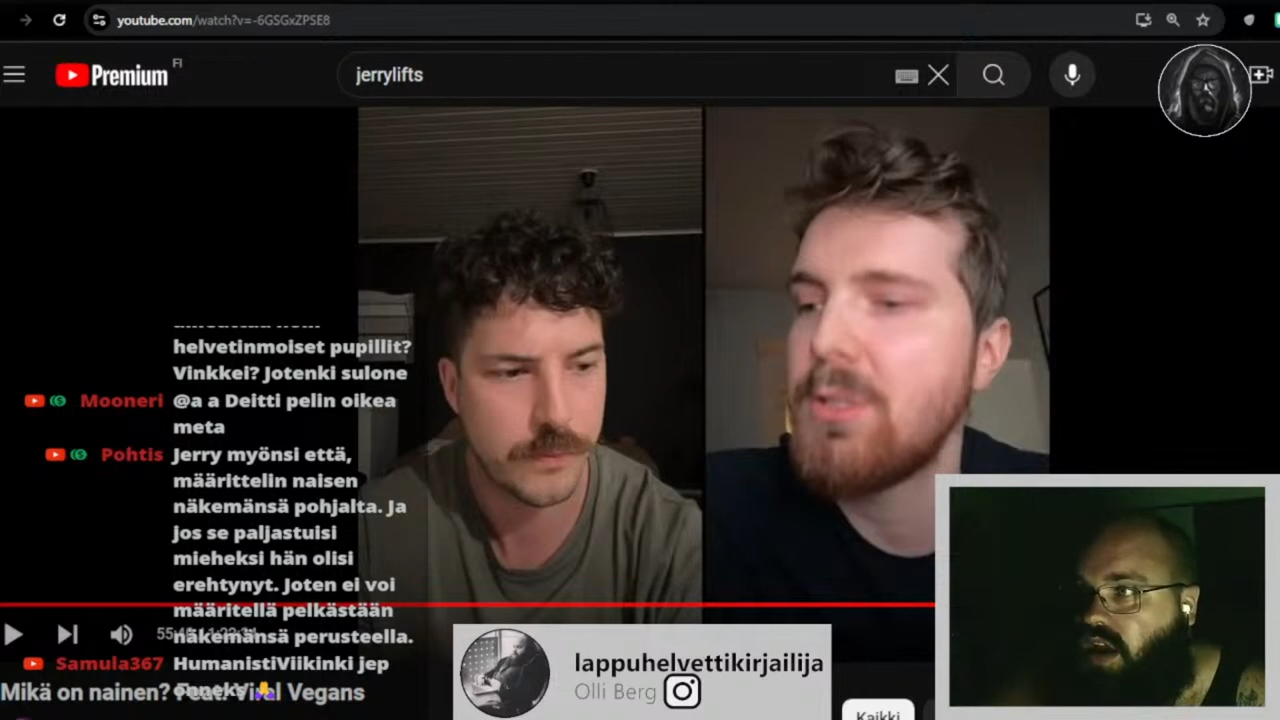 youtube.com/watch?v=-6GSGxZPSE8
Premium FI
jerrylifts
helvetinmoiset pupillit?
Vinkkei? Jotenki sulone
Mooneri @a a Deitti pelin oikea
meta
Pohtis Jerry myönsi että,
määrittelin naisen
näkemänsä pohjalta. Ja
jos se paljastuisi
mieheksi hän olisi
erehtynyt. Joten ei voi
määritellä pelkästään
näkemänsä perusteella.
Samula367 HumanistiViikinki jep
Mikä on nainen? Feat. Viral Vegans
lappuhelvettikirjailija
Olli Berg
Kaikki